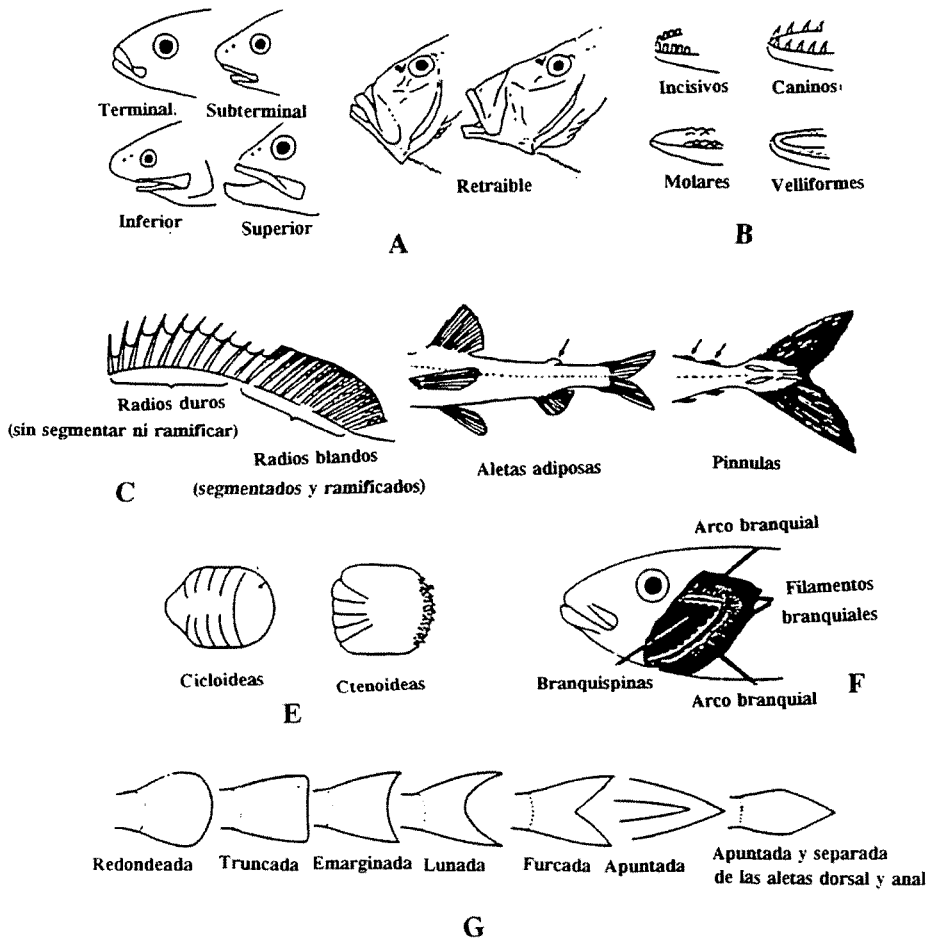 Terminal. Subterminal
Inferior
Superior
Retraible
A
Incisivos Caninos
Molares Velliformes
B
Radios duros
(sin segmentar ni ramificar)
Radios blandos
(segmentados y ramificados)
C
Aletas adiposas
Pinnulas
Cicloideas Ctenoideas
E
Arco branquial
Filamentos
branquiales
Branquispinas
Arco branquial
F
Redondeada Truncada Emarginada Lunada Furcada Apuntada Apuntada y separada
de las aletas dorsal y anal
G